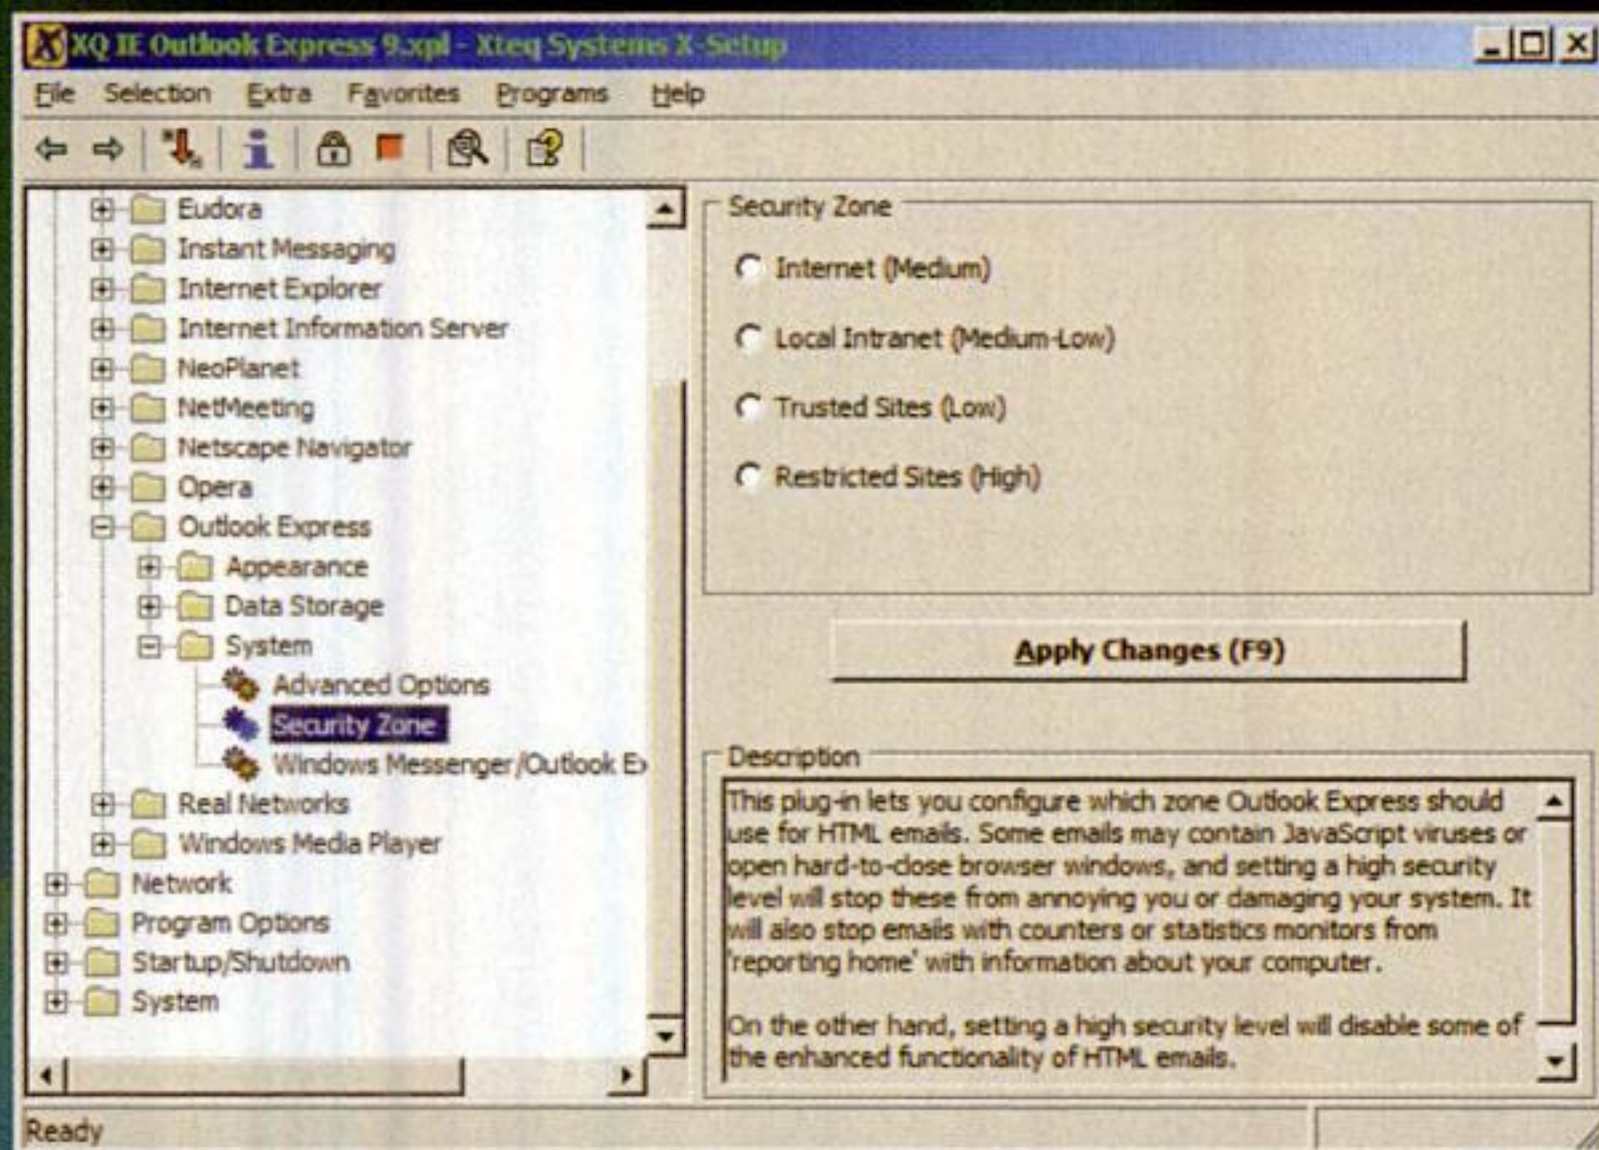 XQ IE Outlook Express 9.xpl - Xteq Systems X-Setup
File Selection Extra Favorites Programs Help
Eudora
Instant Messaging
Internet Explorer
Internet Information Server
NeoPlanet
NetMeeting
Netscape Navigator
Opera
Outlook Express
Appearance
Data Storage
System
Advanced Options
Security Zone
Windows Messenger/Outlook Ex
Real Networks
Windows Media Player
Network
Program Options
Startup/Shutdown
System
Security Zone
Internet (Medium)
Local Intranet (Medium-Low)
Trusted Sites (Low)
Restricted Sites (High)
Apply Changes (F9)
Description
This plug-in lets you configure which zone Outlook Express should
use for HTML emails. Some emails may contain JavaScript viruses or
open hard-to-close browser windows, and setting a high security
level will stop these from annoying you or damaging your system. It
will also stop emails with counters or statistics monitors from
'reporting home' with information about your computer.
On the other hand, setting a high security level will disable some of
the enhanced functionality of HTML emails.
Ready